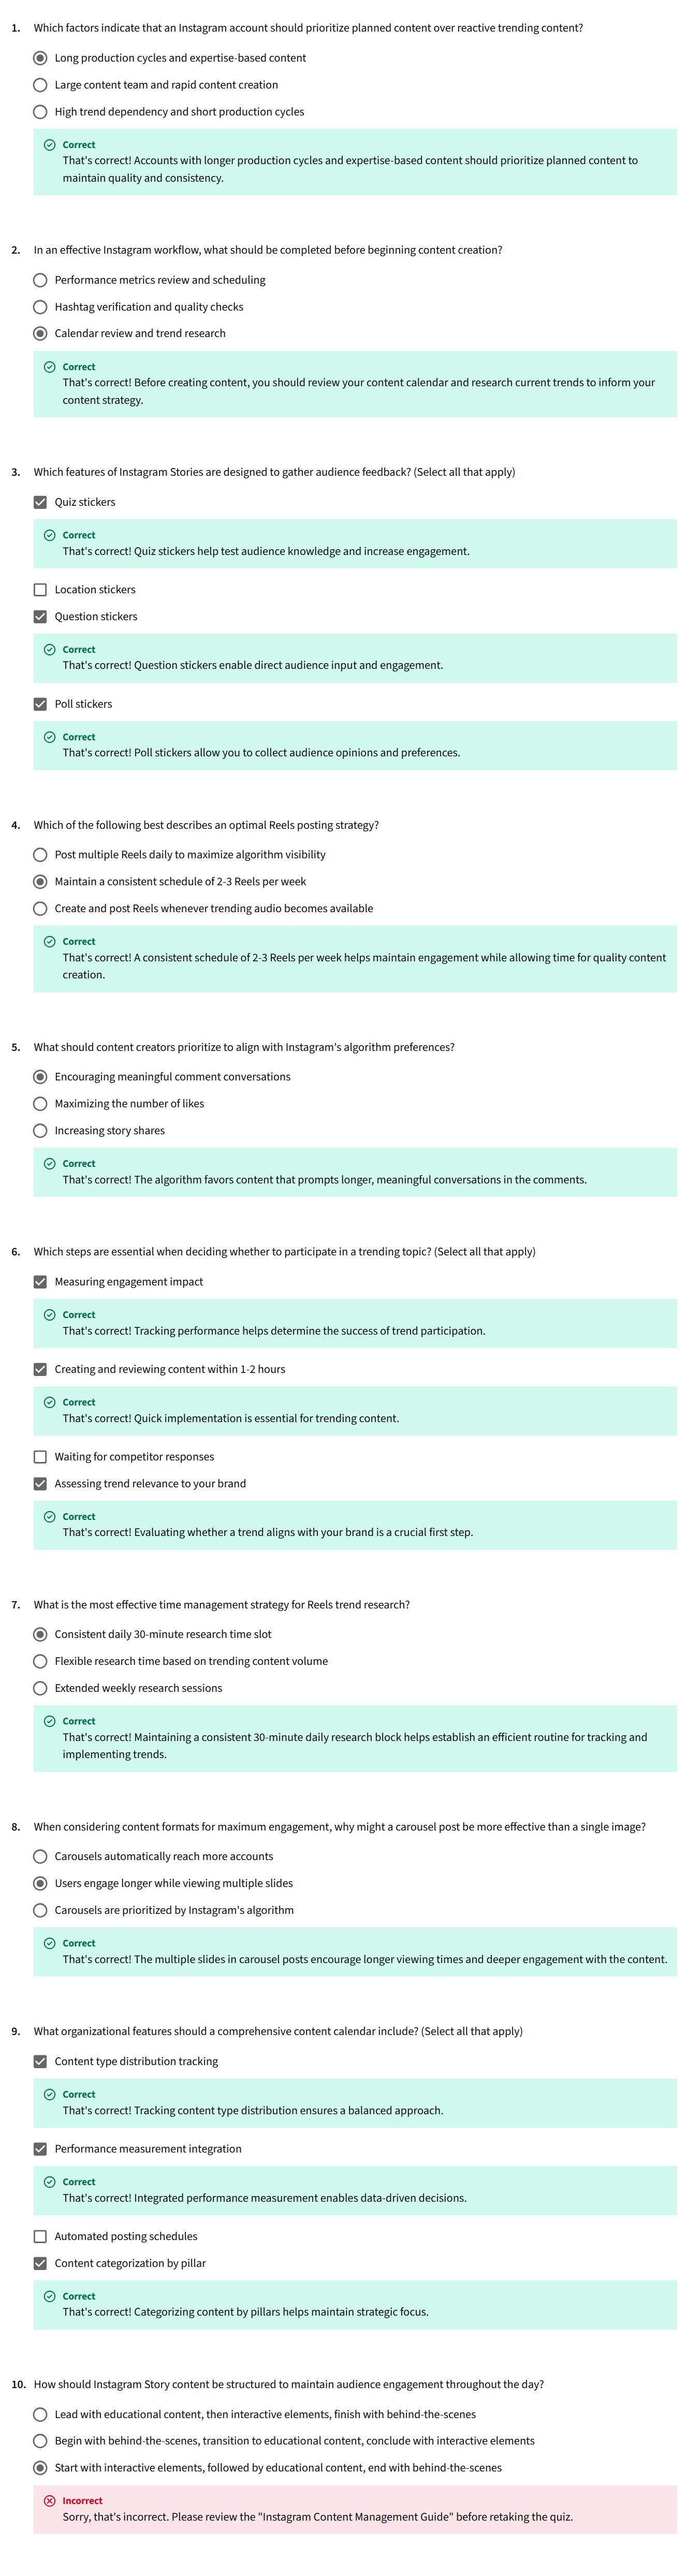 1. Which factors indicate that an Instagram account should prioritize planned content over reactive trending content?
Long production cycles and expertise-based content
Large content team and rapid content creation
High trend dependency and short production cycles
Correct
That's correct! Accounts with longer production cycles and expertise-based content should prioritize planned content to
maintain quality and consistency.
2. In an effective Instagram workflow, what should be completed before beginning content creation?
Performance metrics review and scheduling
Hashtag verification and quality checks
Calendar review and trend research
Correct
That's correct! Before creating content, you should review your content calendar and research current trends to inform your
content strategy.
3. Which features of Instagram Stories are designed to gather audience feedback? (Select all that apply)
Quiz stickers
Correct
That's correct! Quiz stickers help test audience knowledge and increase engagement.
Location stickers
Question stickers
Correct
That's correct! Question stickers enable direct audience input and engagement.
Poll stickers
Correct
That's correct! Poll stickers allow you to collect audience opinions and preferences.
4. Which of the following best describes an optimal Reels posting strategy?
Post multiple Reels daily to maximize algorithm visibility
Maintain a consistent schedule of 2-3 Reels per week
Create and post Reels whenever trending audio becomes available
Correct
That's correct! A consistent schedule of 2-3 Reels per week helps maintain engagement while allowing time for quality content
creation.
5. What should content creators prioritize to align with Instagram's algorithm preferences?
Encouraging meaningful comment conversations
Maximizing the number of likes
Increasing story shares
Correct
That's correct! The algorithm favors content that prompts longer, meaningful conversations in the comments.
6. Which steps are essential when deciding whether to participate in a trending topic? (Select all that apply)
Measuring engagement impact
Correct
That's correct! Tracking performance helps determine the success of trend participation.
Creating and reviewing content within 1-2 hours
Correct
That's correct! Quick implementation is essential for trending content.
Waiting for competitor responses
Assessing trend relevance to your brand
Correct
That's correct! Evaluating whether a trend aligns with your brand is a crucial first step.
7. What is the most effective time management strategy for Reels trend research?
Consistent daily 30-minute research time slot
Flexible research time based on trending content volume
Extended weekly research sessions
Correct
That's correct! Maintaining a consistent 30-minute daily research block helps establish an efficient routine for tracking and
implementing trends.
8. When considering content formats for maximum engagement, why might a carousel post be more effective than a single image?
Carousels automatically reach more accounts
Users engage longer while viewing multiple slides
Carousels are prioritized by Instagram's algorithm
Correct
That's correct! The multiple slides in carousel posts encourage longer viewing times and deeper engagement with the content.
9. What organizational features should a comprehensive content calendar include? (Select all that apply)
Content type distribution tracking
Correct
That's correct! Tracking content type distribution ensures a balanced approach.
Performance measurement integration
Correct
That's correct! Integrated performance measurement enables data-driven decisions.
Automated posting schedules
Content categorization by pillar
Correct
That's correct! Categorizing content by pillars helps maintain strategic focus.
10. How should Instagram Story content be structured to maintain audience engagement throughout the day?
Lead with educational content, then interactive elements, finish with behind-the-scenes
Begin with behind-the-scenes, transition to educational content, conclude with interactive elements
Start with interactive elements, followed by educational content, end with behind-the-scenes
Incorrect
Sorry, that's incorrect. Please review the "Instagram Content Management Guide" before retaking the quiz.